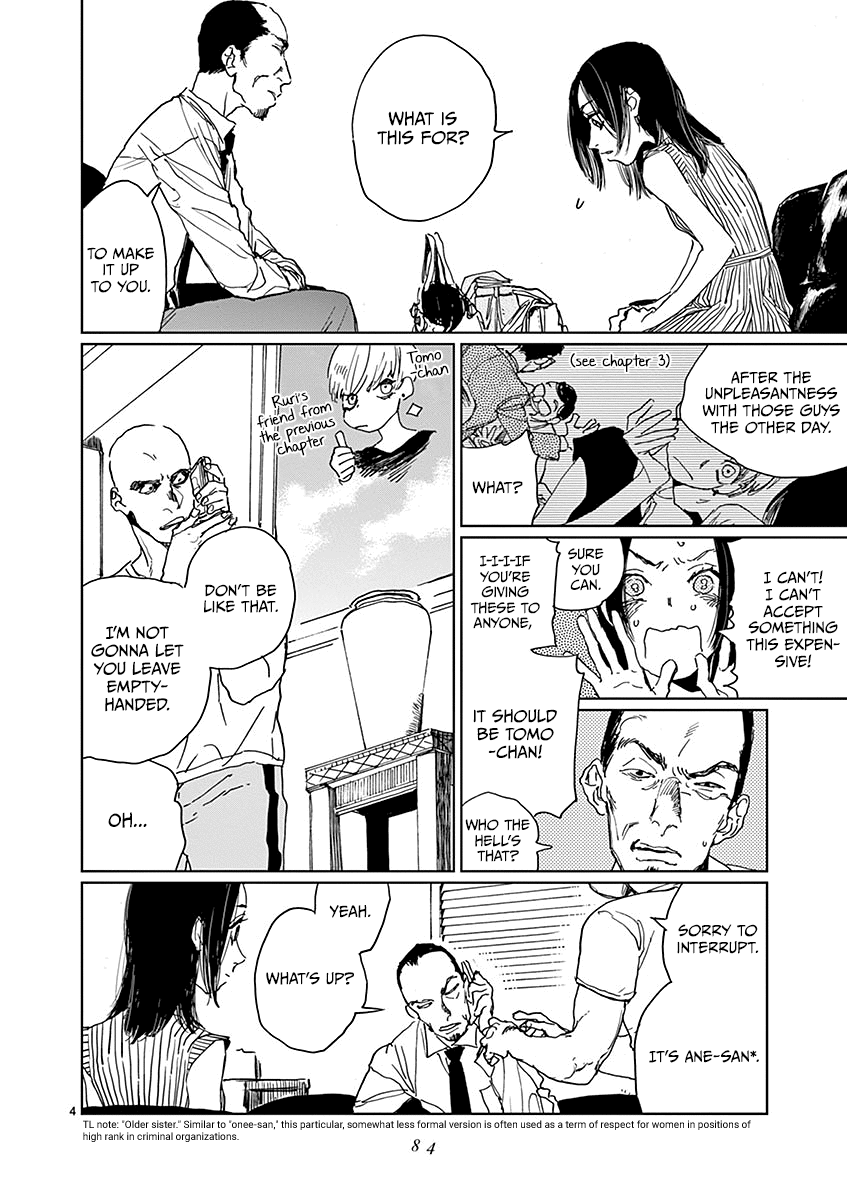 WHAT IS
THIS FOR?
TO MAKE
IT UP
TO YOU.
AFTER THE
UNPLEASANTNESS
WITH THOSE GUYS
THE OTHER DAY.
(see chapter 3)
WHAT?
I CAN'T!
I CAN'T
ACCEPT
SOMETHING
THIS EXPEN-
SIVE!
SURE
YOU
CAN.
I-I-I-IF
YOU'RE
GIVING
THESE TO
ANYONE,
IT SHOULD
BE TOMO
-CHAN!
WHO THE
HELL'S
THAT?
Tomo
-chan
Ruri's
friend from
the previous
chapter
DON'T BE
LIKE THAT.
I'M NOT
GONNA LET
YOU LEAVE
EMPTY-
HANDED.
OH...
SORRY TO
INTERRUPT.
IT'S ANE-SAN*.
YEAH.
WHAT'S UP?
4
TL note: "Older sister." Similar to "onee-san," this particular, somewhat less formal version is often used as a term of respect for women in positions of
high rank in criminal organizations.
84